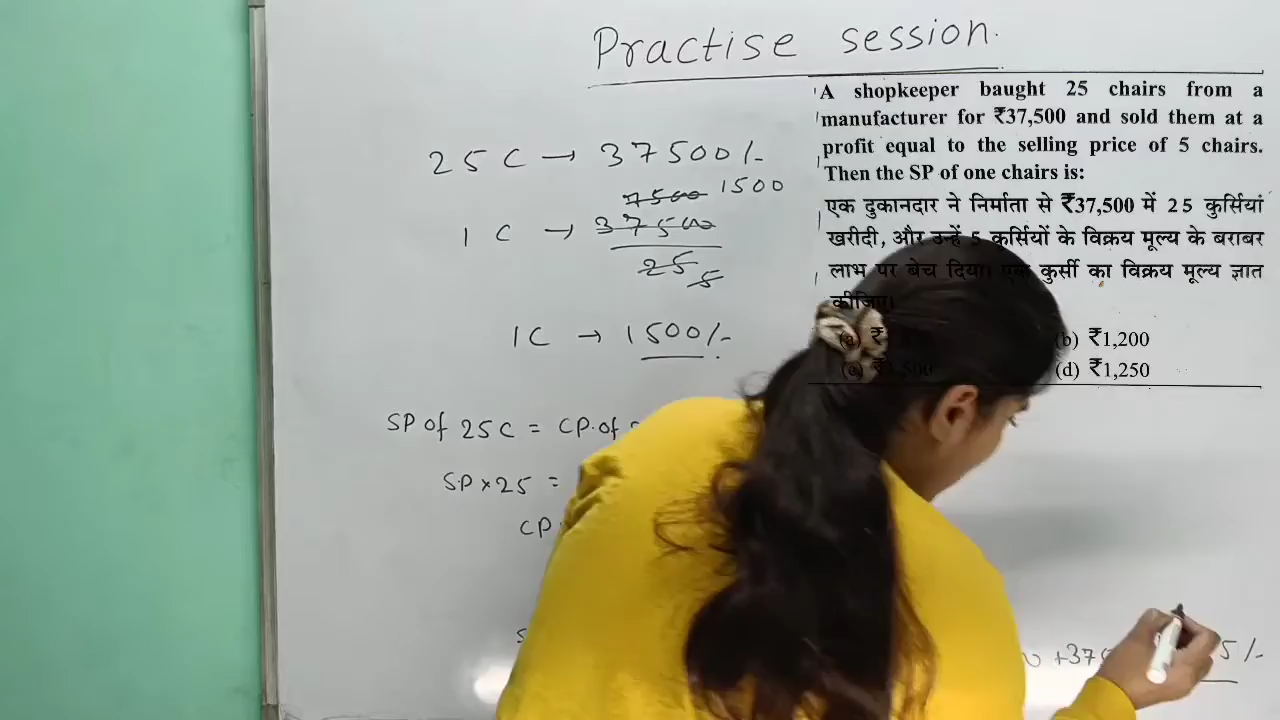 Practise session.
A shopkeeper baught 25 chairs from a
manufacturer for ₹37,500 and sold them at a
profit equal to the selling price of 5 chairs.
Then the SP of one chairs is:
एक दुकानदार ने निर्माता से ₹37,500 में 25 कुर्सियां
खरीदी, और उन्हें 5 कुर्सियों के विक्रय मूल्य के बराबर
लाभ पर बेच दिया। एक कुर्सी का विक्रय मूल्य ज्ञात
कीजिए।
(a) ₹ (b) ₹1,200
(d) ₹1,250
25 C → 37500/-
7500 1500
1 C → 37500
25 5
1C → 1500/-
SP of 25C = CP. of
S.P × 25 =
CP
+375
5/-